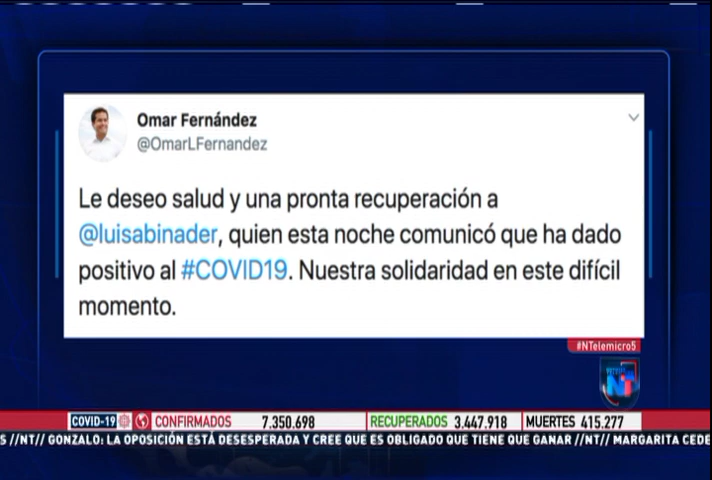 Omar Fernández
@OmarLFernandez
Le deseo salud y una pronta recuperación a
@luisabinader, quien esta noche comunicó que ha dado
positivo al #COVID19. Nuestra solidaridad en este difícil
momento.
#NTelemicro5
COVID-19 CONFIRMADOS 7.350.698 RECUPERADOS 3,447.918 MUERTES 415.277
S //NT// GONZALO: LA OPOSICIÓN ESTÁ DESESPERADA Y CREE QUE ES OBLIGADO QUE TIENE QUE GANAR //NT// MARGARITA CEDE